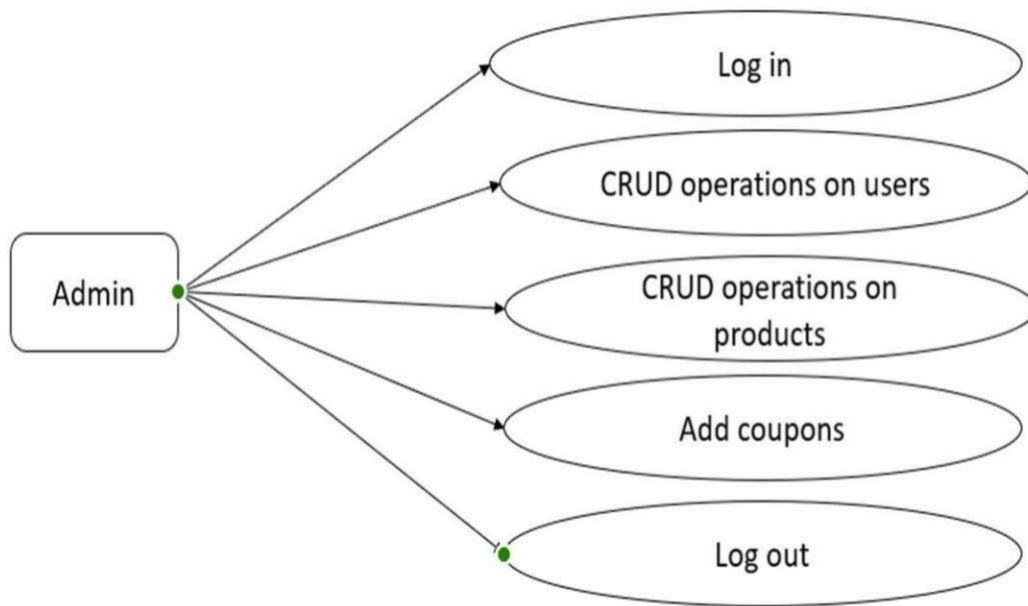 Log in
CRUD operations on users
Admin
CRUD operations on
products
Add coupons
Log out